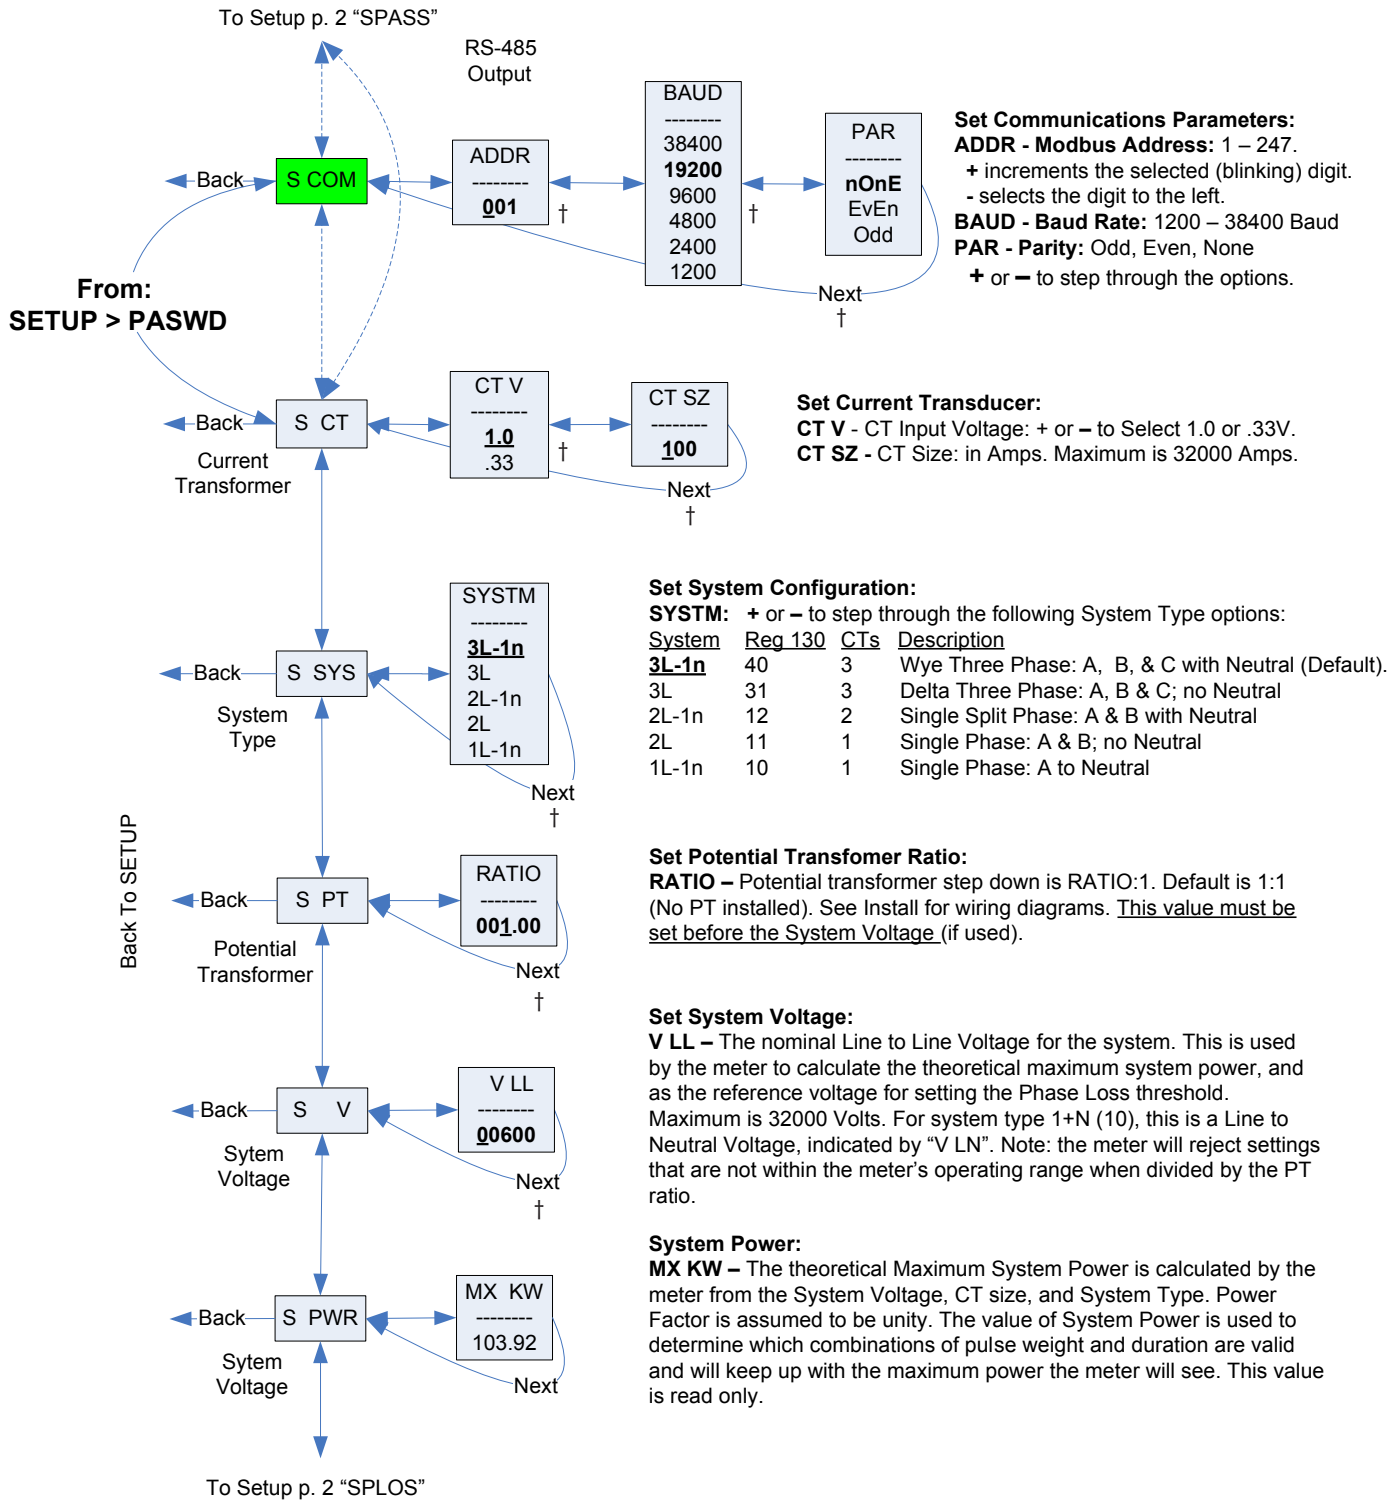 To Setup p. 2 “SPASS”
RS-485
Output
BAUD
--------
38400
19200
9600
4800
2400
1200
ADDR
--------
001
†
†
PAR
--------
nOnE
EvEn
Odd
Next
†
Back
S COM
Set Communications Parameters:
ADDR - Modbus Address: 1 – 247.
+ increments the selected (blinking) digit.
- selects the digit to the left.
BAUD - Baud Rate: 1200 – 38400 Baud
PAR - Parity: Odd, Even, None
+ or – to step through the options.
From:
SETUP > PASWD
Back
S CT
Current
Transformer
CT V
--------
1.0
.33
†
CT SZ
--------
100
Next
†
Set Current Transducer:
CT V - CT Input Voltage: + or – to Select 1.0 or .33V.
CT SZ - CT Size: in Amps. Maximum is 32000 Amps.
Back
S SYS
System
Type
SYSTM
--------
3L-1n
3L
2L-1n
2L
1L-1n
Next
†
Set System Configuration:
SYSTM: + or – to step through the following System Type options:
System Reg 130 CTs Description
3L-1n 40 3 Wye Three Phase: A, B, & C with Neutral (Default).
3L 31 3 Delta Three Phase: A, B & C; no Neutral
2L-1n 12 2 Single Split Phase: A & B with Neutral
2L 11 1 Single Phase: A & B; no Neutral
1L-1n 10 1 Single Phase: A to Neutral
Back To SETUP
Back
S PT
Potential
Transformer
RATIO
--------
001.00
Next
†
Set Potential Transfomer Ratio:
RATIO – Potential transformer step down is RATIO:1. Default is 1:1
(No PT installed). See Install for wiring diagrams. This value must be
set before the System Voltage (if used).
Back
S V
Sytem
Voltage
V LL
--------
00600
Next
†
Set System Voltage:
V LL – The nominal Line to Line Voltage for the system. This is used
by the meter to calculate the theoretical maximum system power, and
as the reference voltage for setting the Phase Loss threshold.
Maximum is 32000 Volts. For system type 1+N (10), this is a Line to
Neutral Voltage, indicated by “V LN”. Note: the meter will reject settings
that are not within the meter’s operating range when divided by the PT
ratio.
Back
S PWR
Sytem
Voltage
MX KW
--------
103.92
Next
System Power:
MX KW – The theoretical Maximum System Power is calculated by the
meter from the System Voltage, CT size, and System Type. Power
Factor is assumed to be unity. The value of System Power is used to
determine which combinations of pulse weight and duration are valid
and will keep up with the maximum power the meter will see. This value
is read only.
To Setup p. 2 “SPLOS”